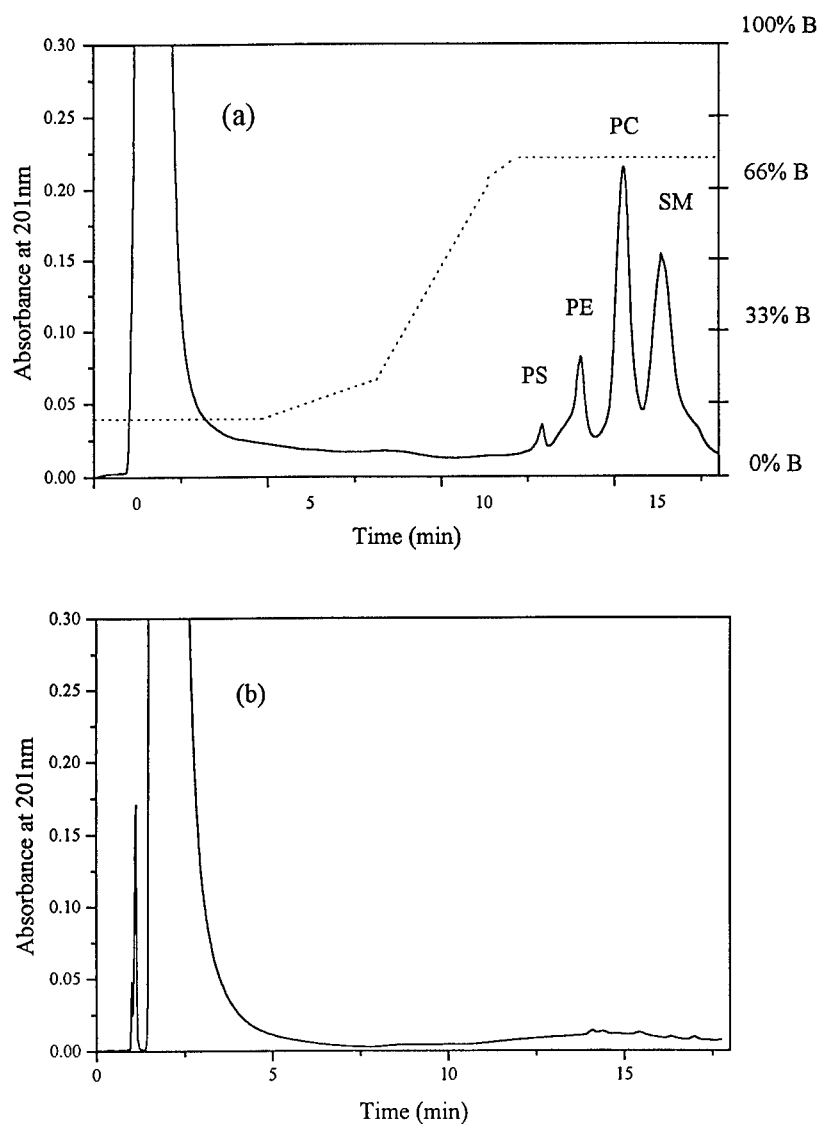 100% B
0.30
(a)
0.25
PC
0.20
66% B
SM
Absorbance at 201nm
0.15
PE
33% B
0.10
PS
0.05
0.00
0% B
0 5 10 15
Time (min)
0.30
(b)
0.25
0.20
Absorbance at 201nm
0.15
0.10
0.05
0.00
0 5 10 15
Time (min)